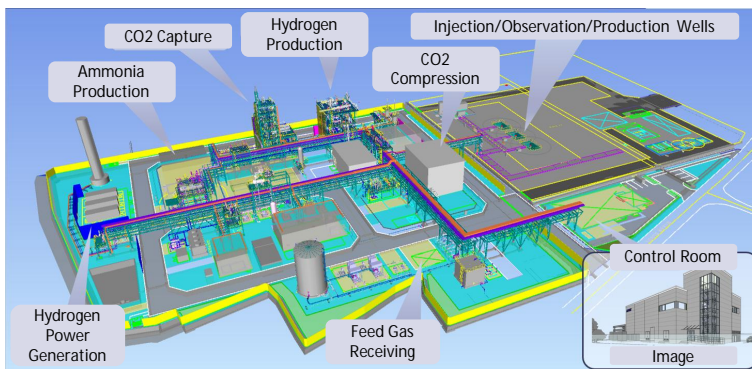 CO2 Capture
Hydrogen
Production
Injection/Observation/Production Wells
Ammonia
Production
CO2
Compression
Control Room
Hydrogen
Power
Generation
Feed Gas
Receiving
Image